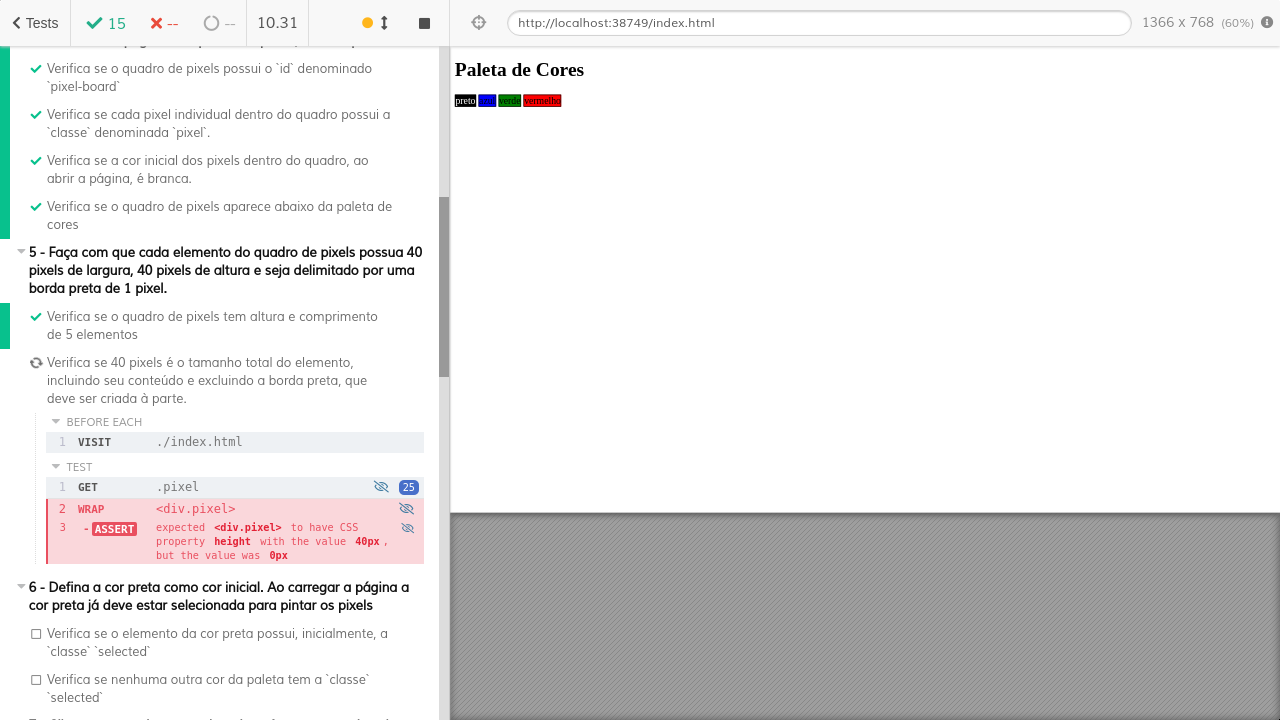 Tests
15
--
--
10.31
http://localhost:38749/index.html
1366 x 768 (60%)
Verifica se o quadro de pixels possui o `id` denominado
`pixel-board`
Verifica se cada pixel individual dentro do quadro possui a
`classe` denominada `pixel`.
Verifica se a cor inicial dos pixels dentro do quadro, ao
abrir a página, é branca.
Verifica se o quadro de pixels aparece abaixo da paleta de
cores
5 - Faça com que cada elemento do quadro de pixels possua 40
pixels de largura, 40 pixels de altura e seja delimitado por uma
borda preta de 1 pixel.
Verifica se o quadro de pixels tem altura e comprimento
de 5 elementos
Verifica se 40 pixels é o tamanho total do elemento,
incluindo seu conteúdo e excluindo a borda preta, que
deve ser criada à parte.
BEFORE EACH
1 VISIT ./index.html
TEST
1 GET .pixel 25
2 WRAP <div.pixel>
3 - ASSERT expected <div.pixel> to have CSS
property height with the value 40px ,
but the value was 0px
6 - Defina a cor preta como cor inicial. Ao carregar a página a
cor preta já deve estar selecionada para pintar os pixels
Verifica se o elemento da cor preta possui, inicialmente, a
`classe` `selected`
Verifica se nenhuma outra cor da paleta tem a `classe`
`selected`
Paleta de Cores
preto azul verde vermelho